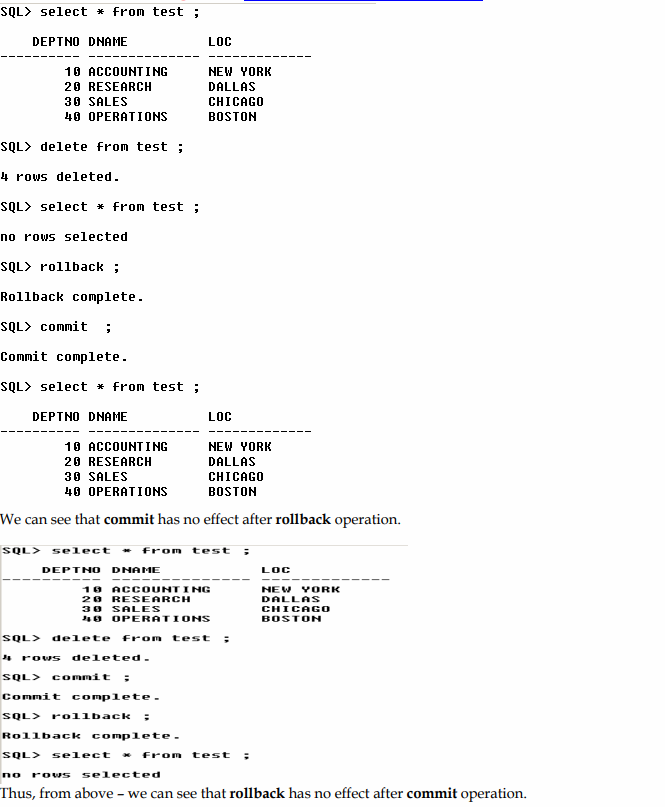 SQL> select * from test ;
DEPTNO DNAME LOC
---------- -------------- -------------
10 ACCOUNTING NEW YORK
20 RESEARCH DALLAS
30 SALES CHICAGO
40 OPERATIONS BOSTON
SQL> delete from test ;
4 rows deleted.
SQL> select * from test ;
no rows selected
SQL> rollback ;
Rollback complete.
SQL> commit ;
Commit complete.
SQL> select * from test ;
DEPTNO DNAME LOC
---------- -------------- -------------
10 ACCOUNTING NEW YORK
20 RESEARCH DALLAS
30 SALES CHICAGO
40 OPERATIONS BOSTON
We can see that commit has no effect after rollback operation.
SQL> select * from test ;
DEPTNO DNAME LOC
---------- -------------- -------------
10 ACCOUNTING NEW YORK
20 RESEARCH DALLAS
30 SALES CHICAGO
40 OPERATIONS BOSTON
SQL> delete from test ;
4 rows deleted.
SQL> commit ;
Commit complete.
SQL> rollback ;
Rollback complete.
SQL> select * from test ;
no rows selected
Thus, from above – we can see that rollback has no effect after commit operation.